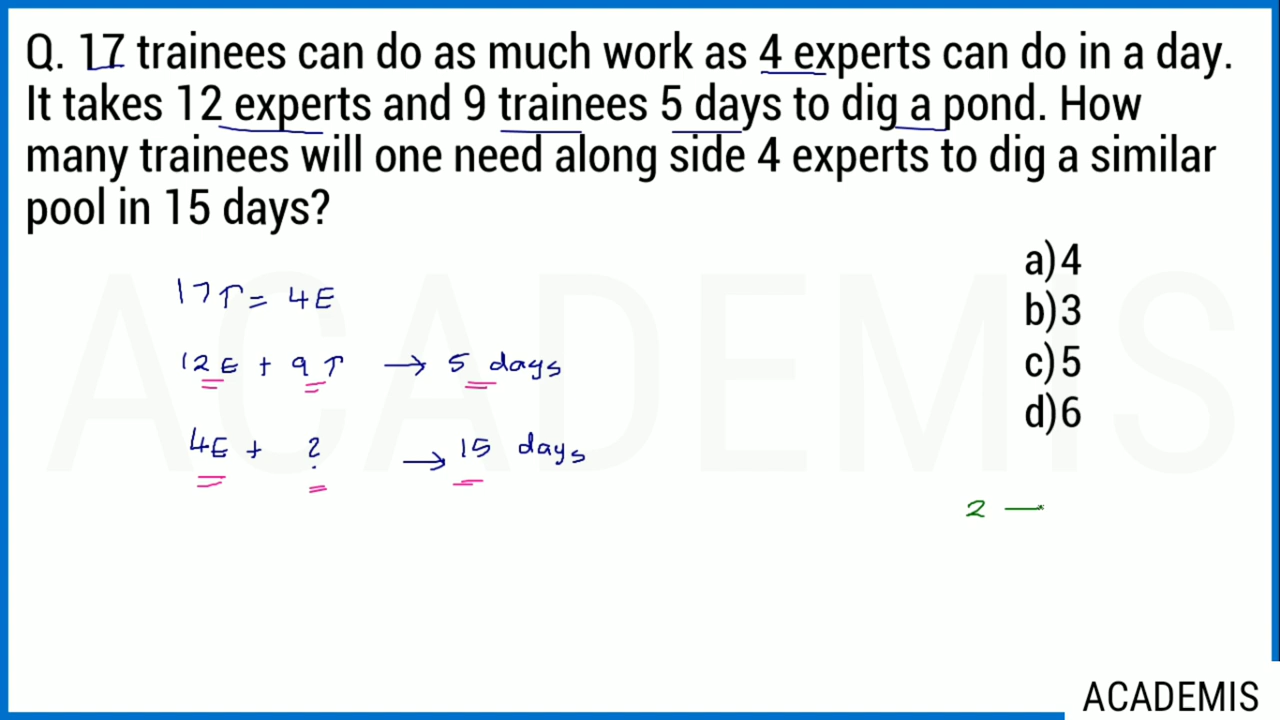 Q. 17 trainees can do as much work as 4 experts can do in a day.
It takes 12 experts and 9 trainees 5 days to dig a pond. How
many trainees will one need along side 4 experts to dig a similar
pool in 15 days?
a)4
b)3
c)5
d)6
17T = 4E
12E + 9T → 5 days
4E + ? → 15 days
2 —
ACADEMIS
ACADEMIS